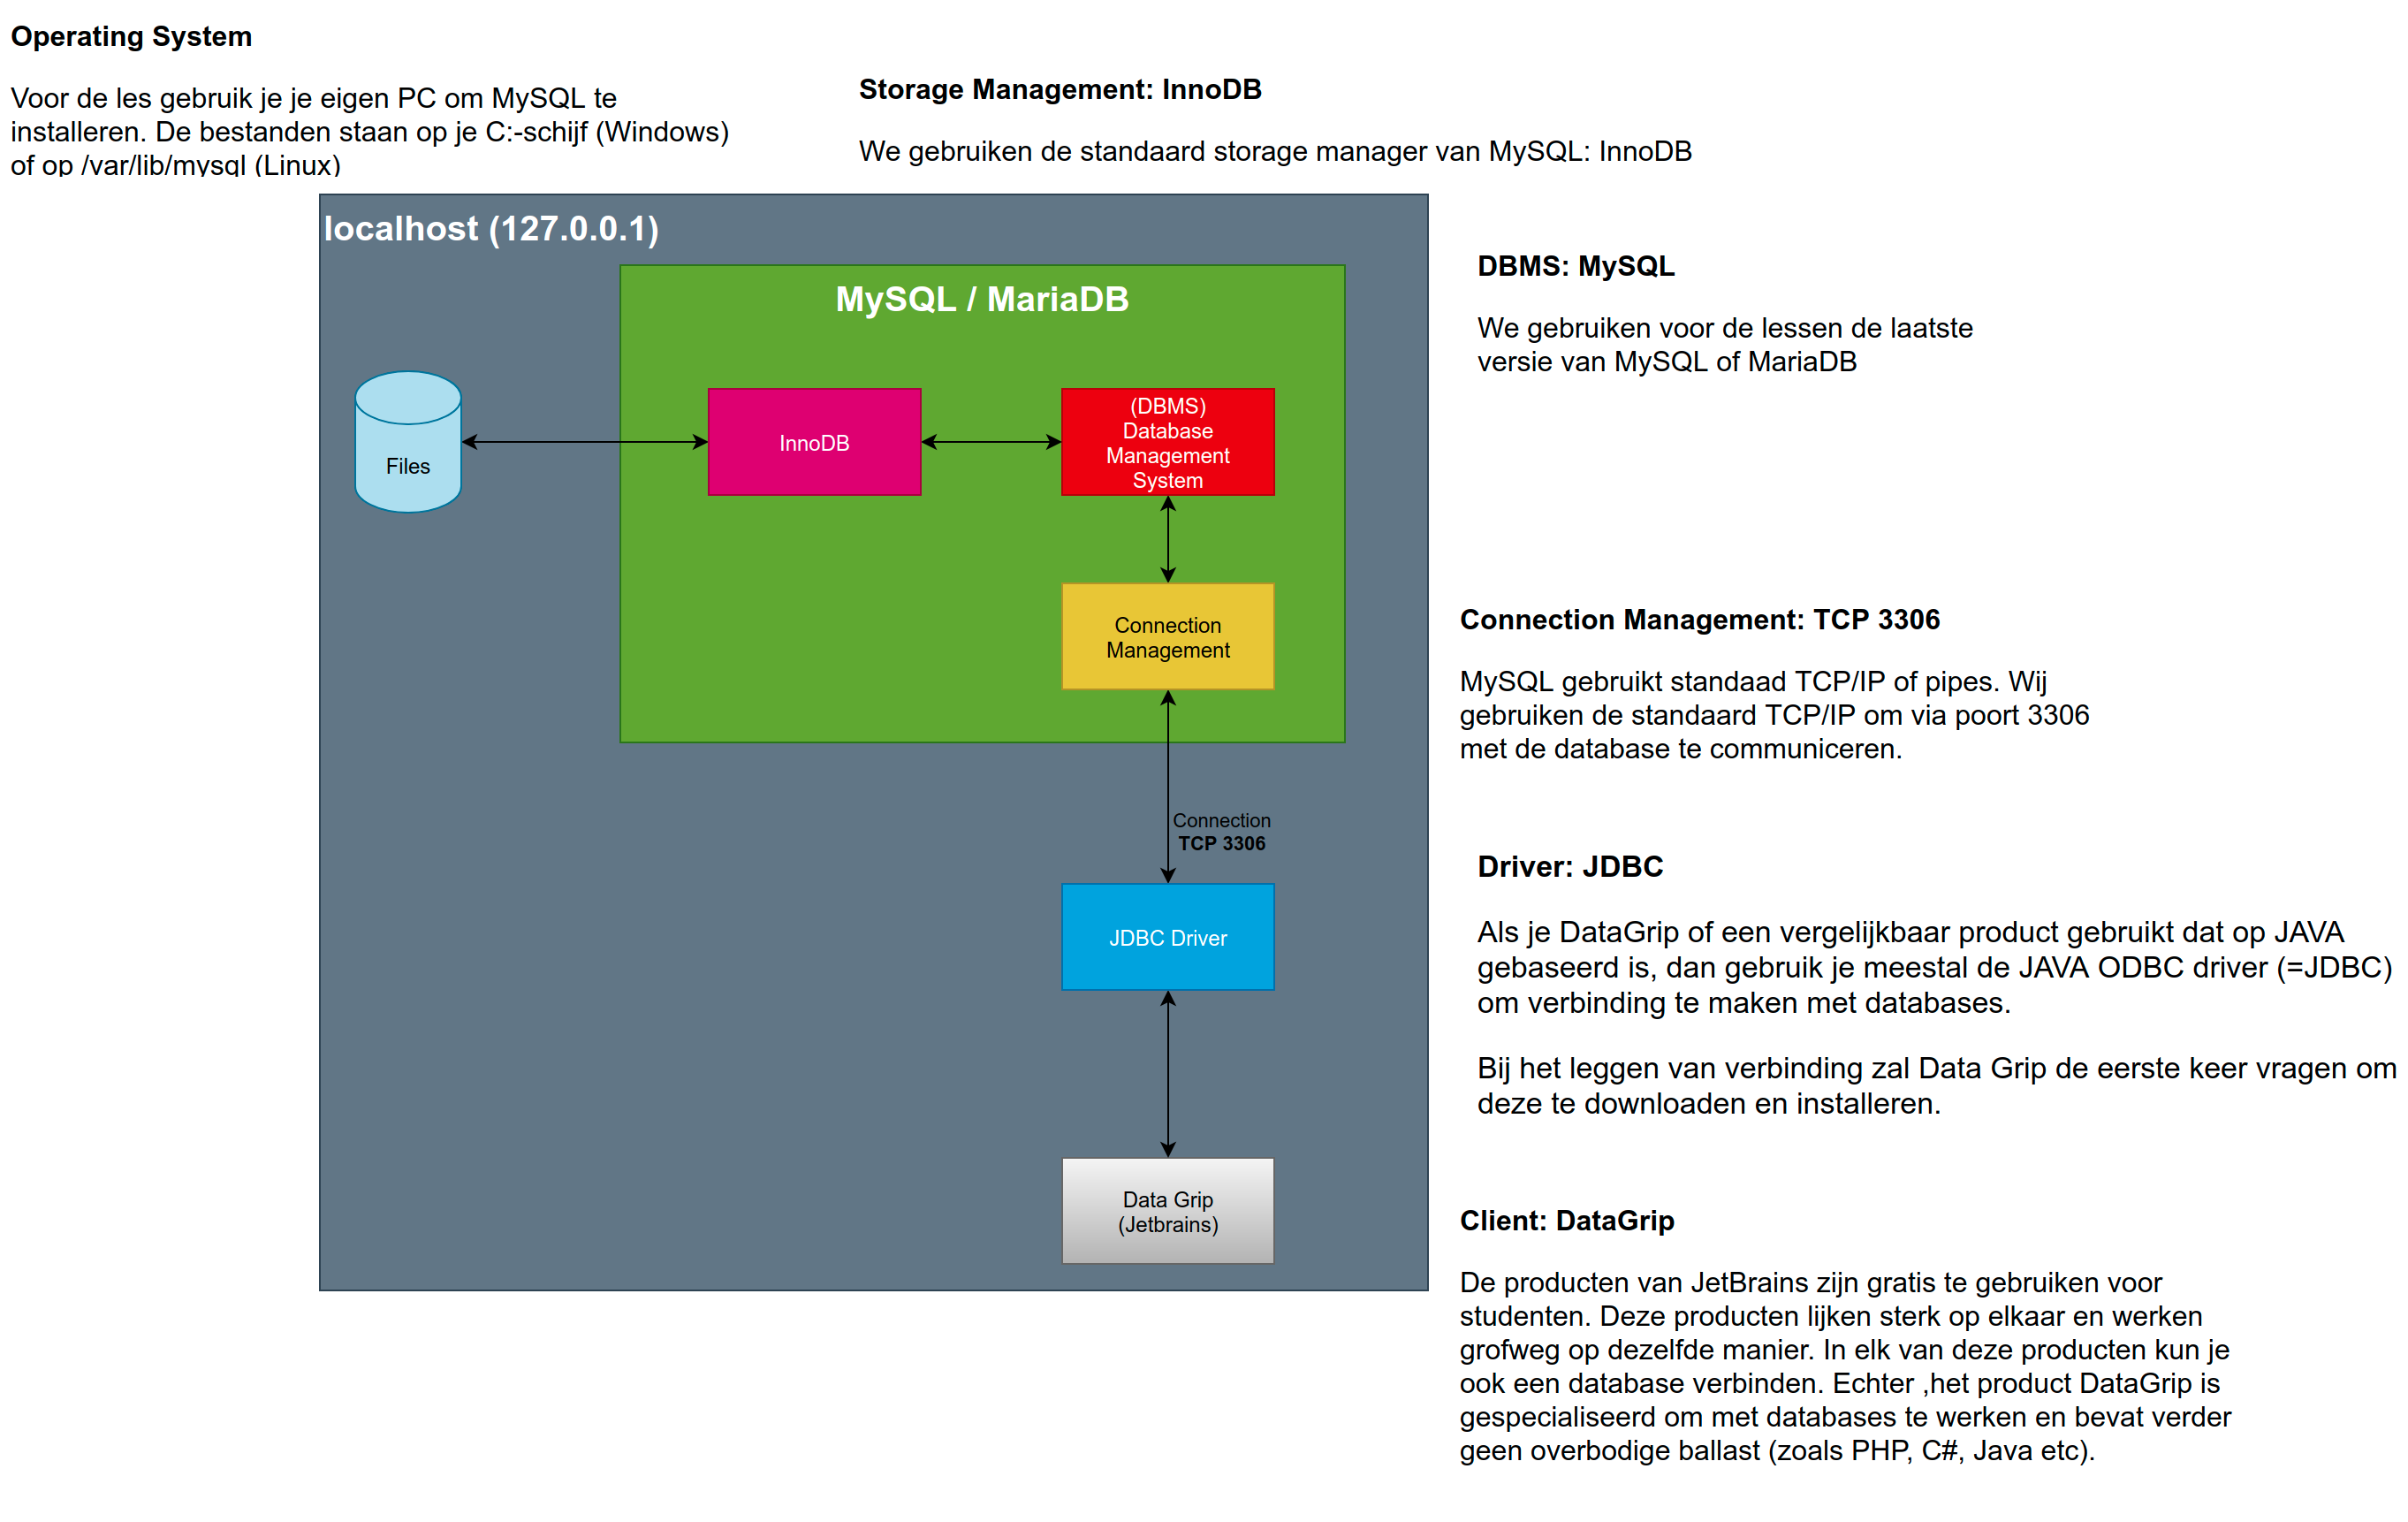 Operating System
Voor de les gebruik je je eigen PC om MySQL te
installeren. De bestanden staan op je C:-schijf (Windows)
of op /var/lib/mysql (Linux)
Storage Management: InnoDB
We gebruiken de standaard storage manager van MySQL: InnoDB
localhost (127.0.0.1)
MySQL / MariaDB
Files
InnoDB
(DBMS)
Database
Management
System
Connection
Management
Connection
TCP 3306
JDBC Driver
Data Grip
(Jetbrains)
DBMS: MySQL
We gebruiken voor de lessen de laatste
versie van MySQL of MariaDB
Connection Management: TCP 3306
MySQL gebruikt standaad TCP/IP of pipes. Wij
gebruiken de standaard TCP/IP om via poort 3306
met de database te communiceren.
Driver: JDBC
Als je DataGrip of een vergelijkbaar product gebruikt dat op JAVA
gebaseerd is, dan gebruik je meestal de JAVA ODBC driver (=JDBC)
om verbinding te maken met databases.
Bij het leggen van verbinding zal Data Grip de eerste keer vragen om
deze te downloaden en installeren.
Client: DataGrip
De producten van JetBrains zijn gratis te gebruiken voor
studenten. Deze producten lijken sterk op elkaar en werken
grofweg op dezelfde manier. In elk van deze producten kun je
ook een database verbinden. Echter ,het product DataGrip is
gespecialiseerd om met databases te werken en bevat verder
geen overbodige ballast (zoals PHP, C#, Java etc).